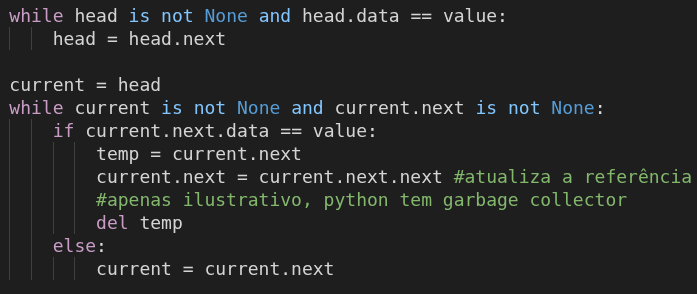 while head is not None and head.data == value:
    head = head.next

current = head
while current is not None and current.next is not None:
    if current.next.data == value:
        temp = current.next
        current.next = current.next.next #atualiza a referência
        #apenas ilustrativo, python tem garbage collector
        del temp
    else:
        current = current.next